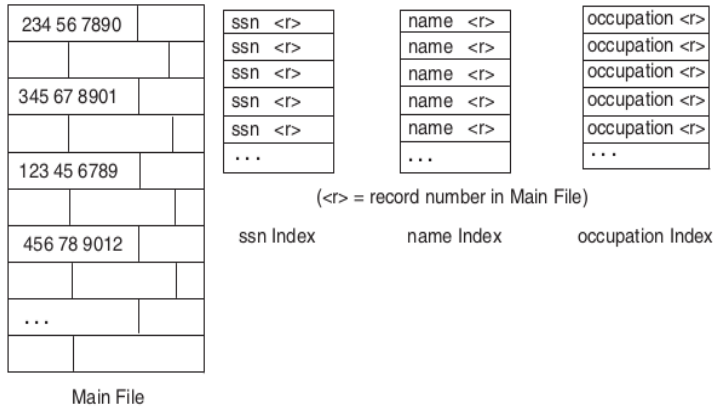 234 56 7890
345 67 8901
123 45 6789
456 78 9012
...
Main File
ssn <r>
ssn <r>
ssn <r>
ssn <r>
ssn <r>
...
name <r>
name <r>
name <r>
name <r>
name <r>
...
occupation <r>
occupation <r>
occupation <r>
occupation <r>
occupation <r>
...
(<r> = record number in Main File)
ssn Index
name Index
occupation Index